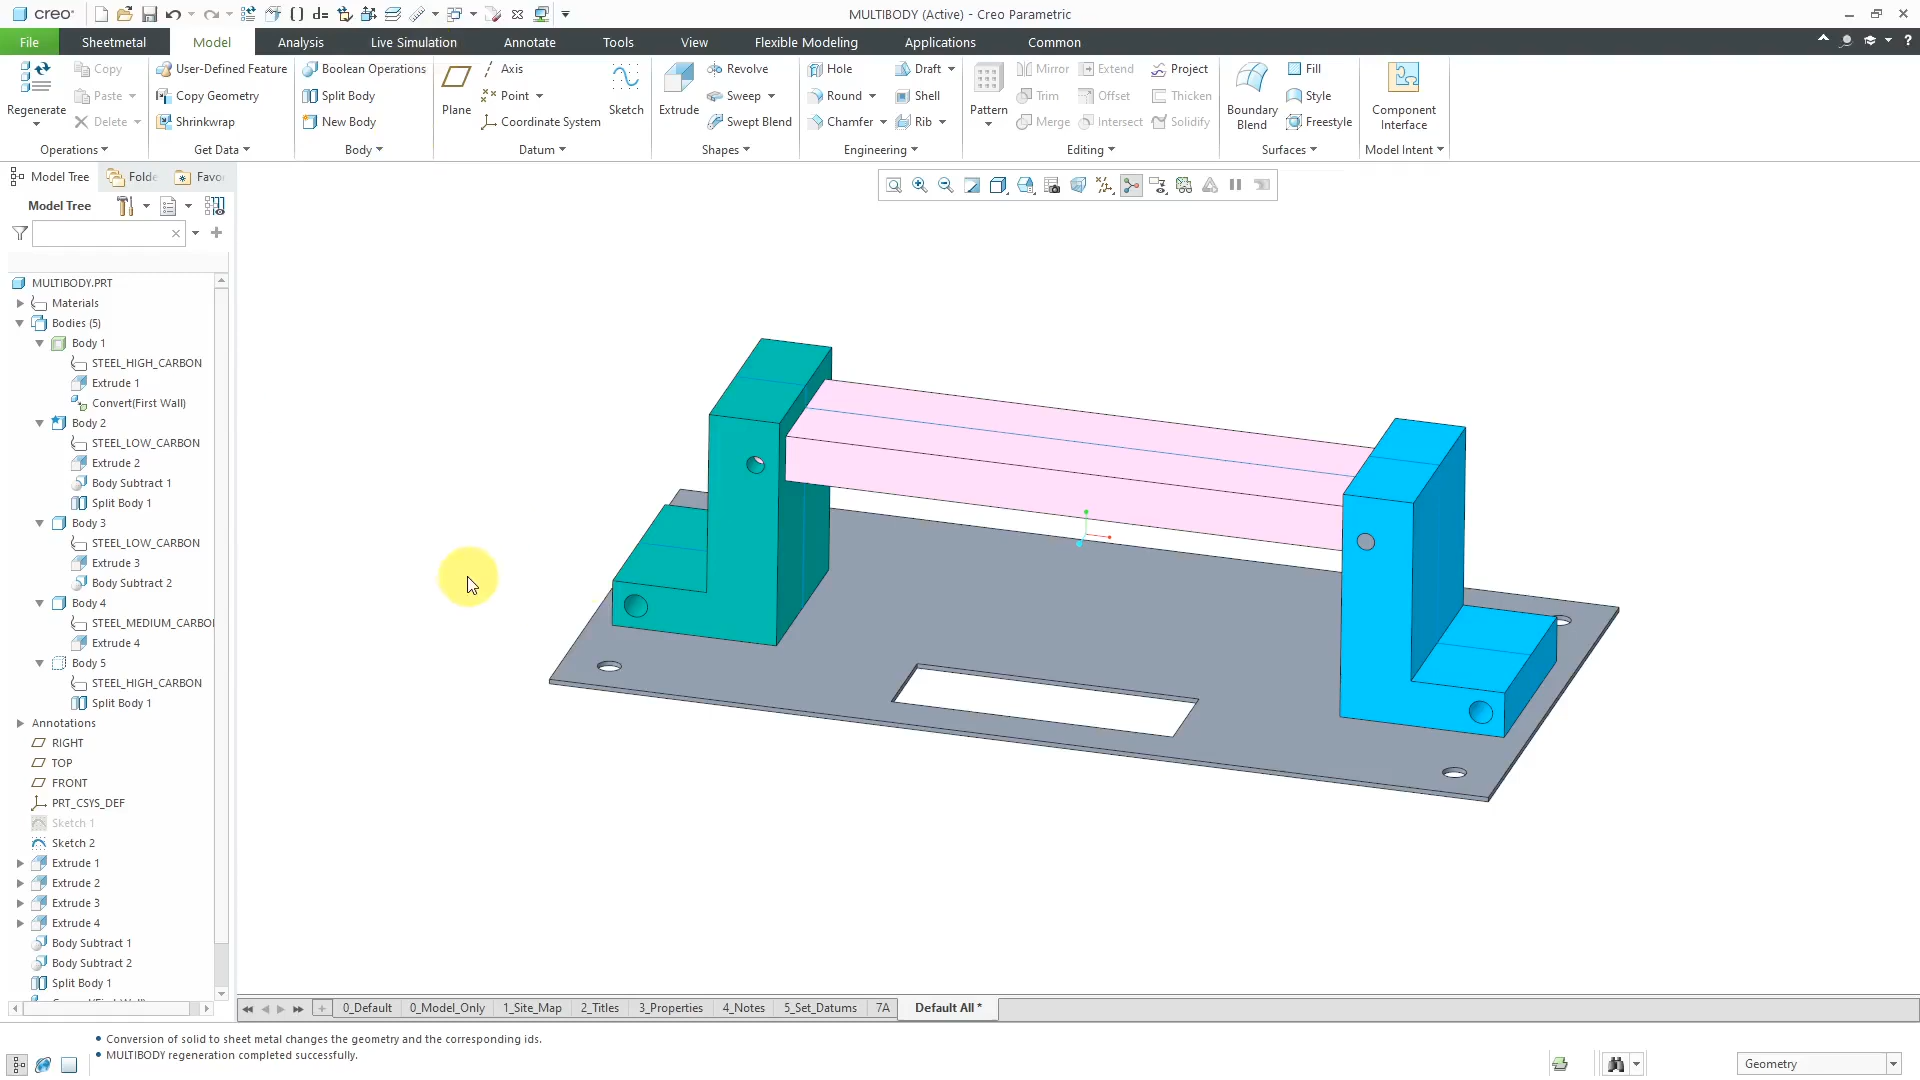 creo
MULTIBODY (Active) - Creo Parametric
File Sheetmetal Model Analysis Live Simulation Annotate Tools View Flexible Modeling Applications Common
Regenerate
Copy
Paste
Delete
Operations
User-Defined Feature
Copy Geometry
Shrinkwrap
Get Data
Boolean Operations
Split Body
New Body
Body
Plane
Axis
Point
Coordinate System
Sketch
Datum
Extrude
Revolve
Sweep
Swept Blend
Shapes
Hole
Round
Chamfer
Draft
Shell
Rib
Engineering
Pattern
Mirror
Extend
Project
Trim
Offset
Thicken
Merge
Intersect
Solidify
Editing
Boundary
Blend
Fill
Style
Freestyle
Surfaces
Component
Interface
Model Intent
Model Tree
Folde
Favo
Model Tree
MULTIBODY.PRT
Materials
Bodies (5)
Body 1
STEEL_HIGH_CARBON
Extrude 1
Convert(First Wall)
Body 2
STEEL_LOW_CARBON
Extrude 2
Body Subtract 1
Split Body 1
Body 3
STEEL_LOW_CARBON
Extrude 3
Body Subtract 2
Body 4
STEEL_MEDIUM_CARBO
Extrude 4
Body 5
STEEL_HIGH_CARBON
Split Body 1
Annotations
RIGHT
TOP
FRONT
PRT_CSYS_DEF
Sketch 1
Sketch 2
Extrude 1
Extrude 2
Extrude 3
Extrude 4
Body Subtract 1
Body Subtract 2
Split Body 1
0_Default 0_Model_Only 1_Site_Map 2_Titles 3_Properties 4_Notes 5_Set_Datums 7A Default All *
• Conversion of solid to sheet metal changes the geometry and the corresponding ids.
• MULTIBODY regeneration completed successfully.
Geometry